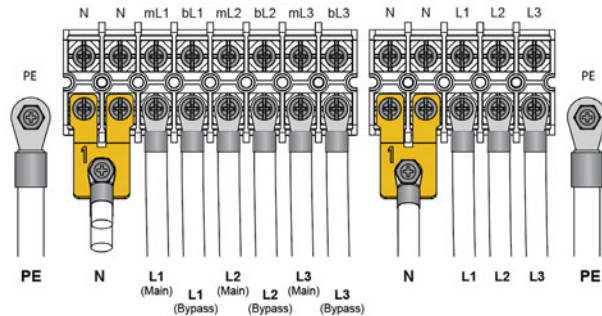 N N mL1 bL1 mL2 bL2 mL3 bL3 N N L1 L2 L3
PE PE
1 1
PE N L1 L2 L3 N L1 L2 L3 PE
(Main) (Main) (Main)
L1 L2 L3
(Bypass) (Bypass) (Bypass)